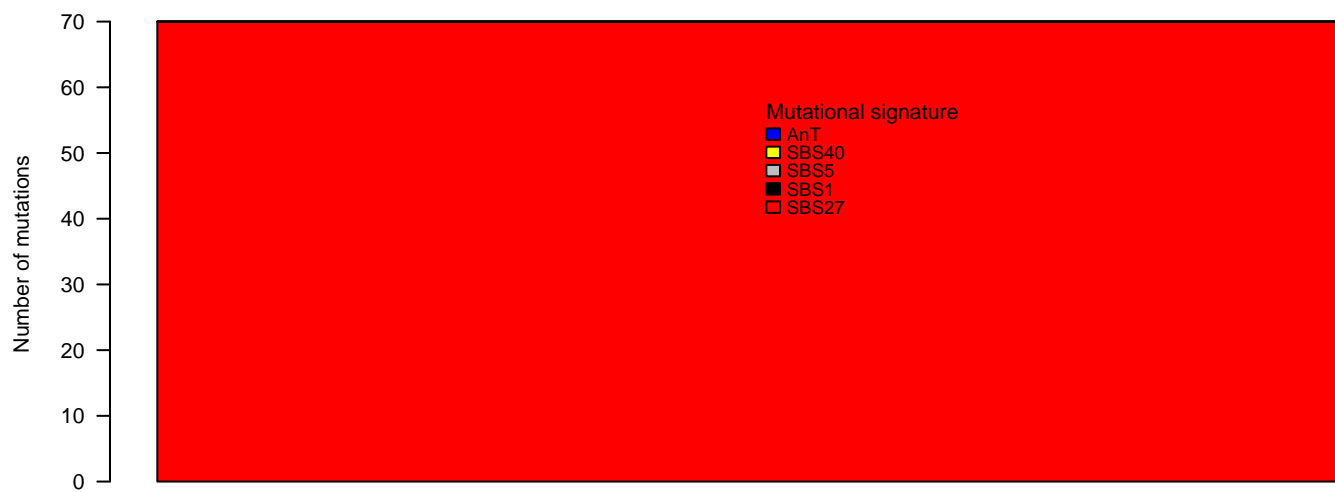 70
60
50
40
30
20
10
0
Number of mutations
Mutational signature
AnT
SBS40
SBS5
SBS1
SBS27